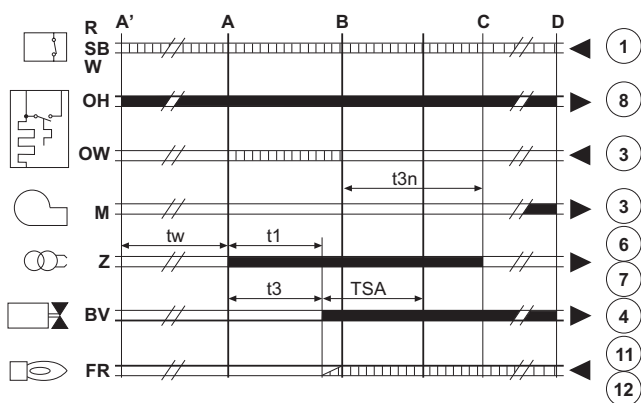 A' A B C D
R
SB 1
W
OH 8
OW 3
t3n
M 3
tw t1 6
Z
7
t3 TSA
BV 4
11
FR
12